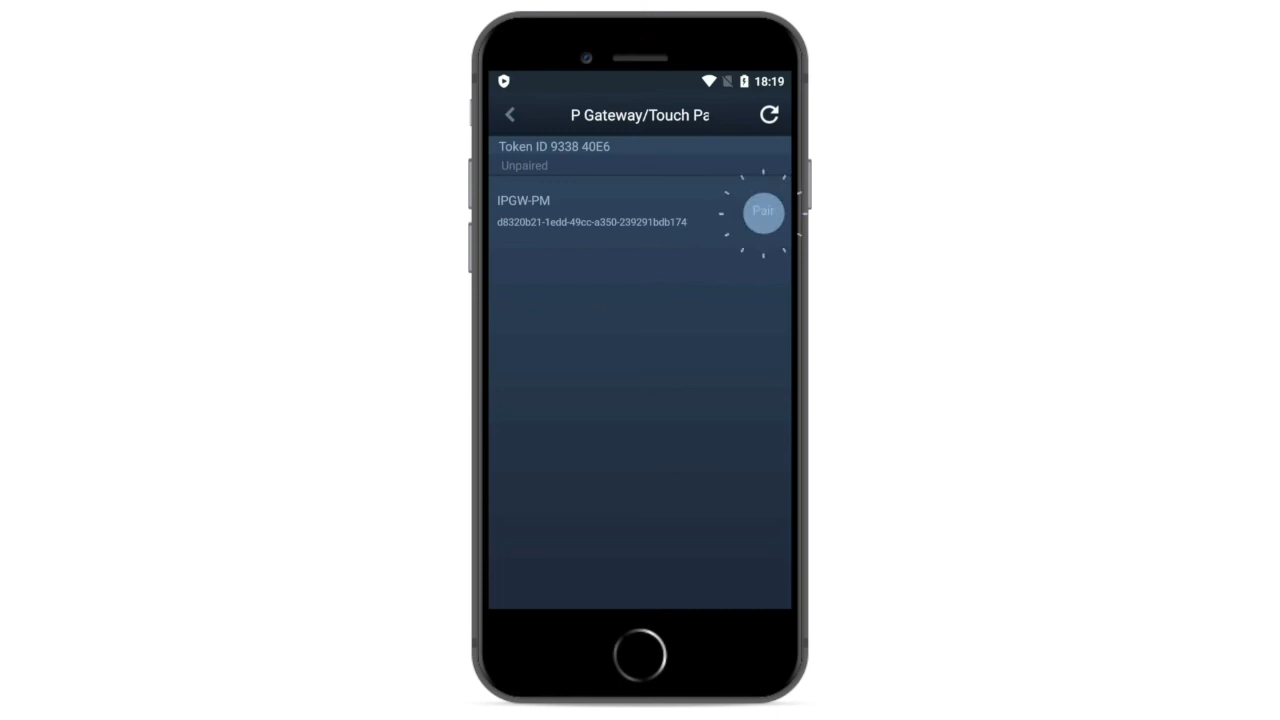 18:19
P Gateway/Touch Pa
Token ID 9338 40E6
Unpaired
IPGW-PM
Pair
d8320b21-1edd-49cc-a350-239291bdb174